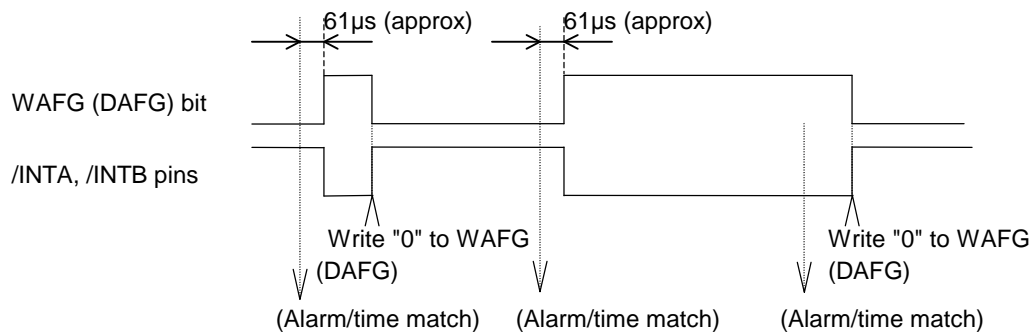 61µs (approx)
61µs (approx)
WAFG (DAFG) bit
/INTA, /INTB pins
Write "0" to WAFG
(DAFG)
Write "0" to WAFG
(DAFG)
(Alarm/time match)
(Alarm/time match)
(Alarm/time match)